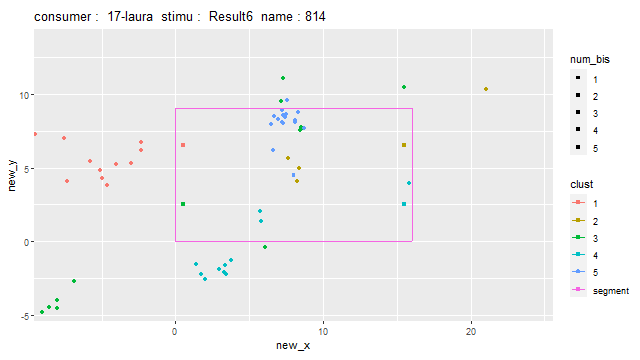 consumer :  17-laura  stimu :  Result6  name : 814
new_y
10
5
0
-5
0
10
20
new_x
num_bis
1
2
3
4
5
clust
1
2
3
4
5
segment